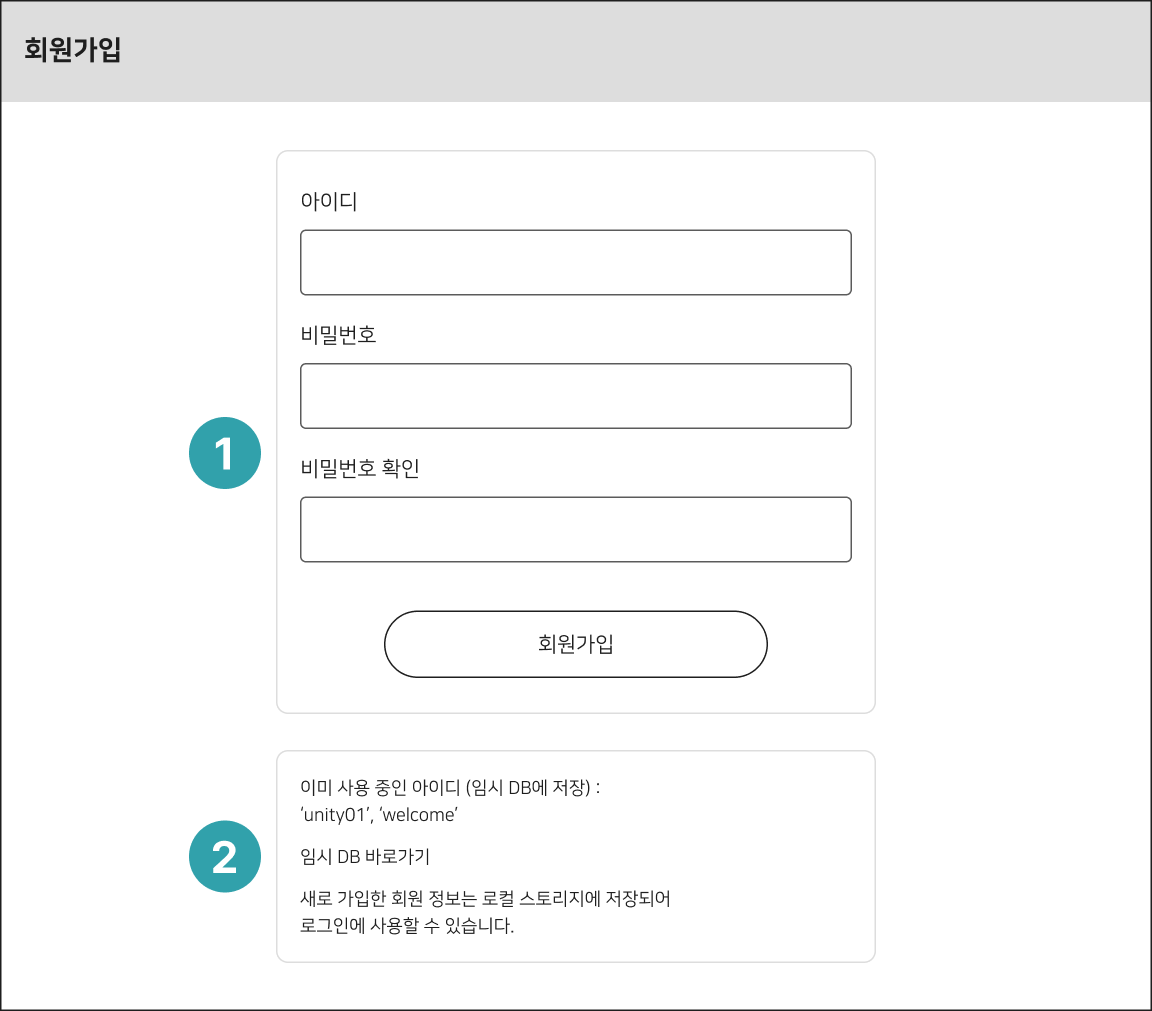 회원가입
아이디
비밀번호
1
비밀번호 확인
회원가입
이미 사용 중인 아이디 (임시 DB에 저장) :
‘unity01’, ‘welcome’
2
임시 DB 바로가기
새로 가입한 회원 정보는 로컬 스토리지에 저장되어
로그인에 사용할 수 있습니다.